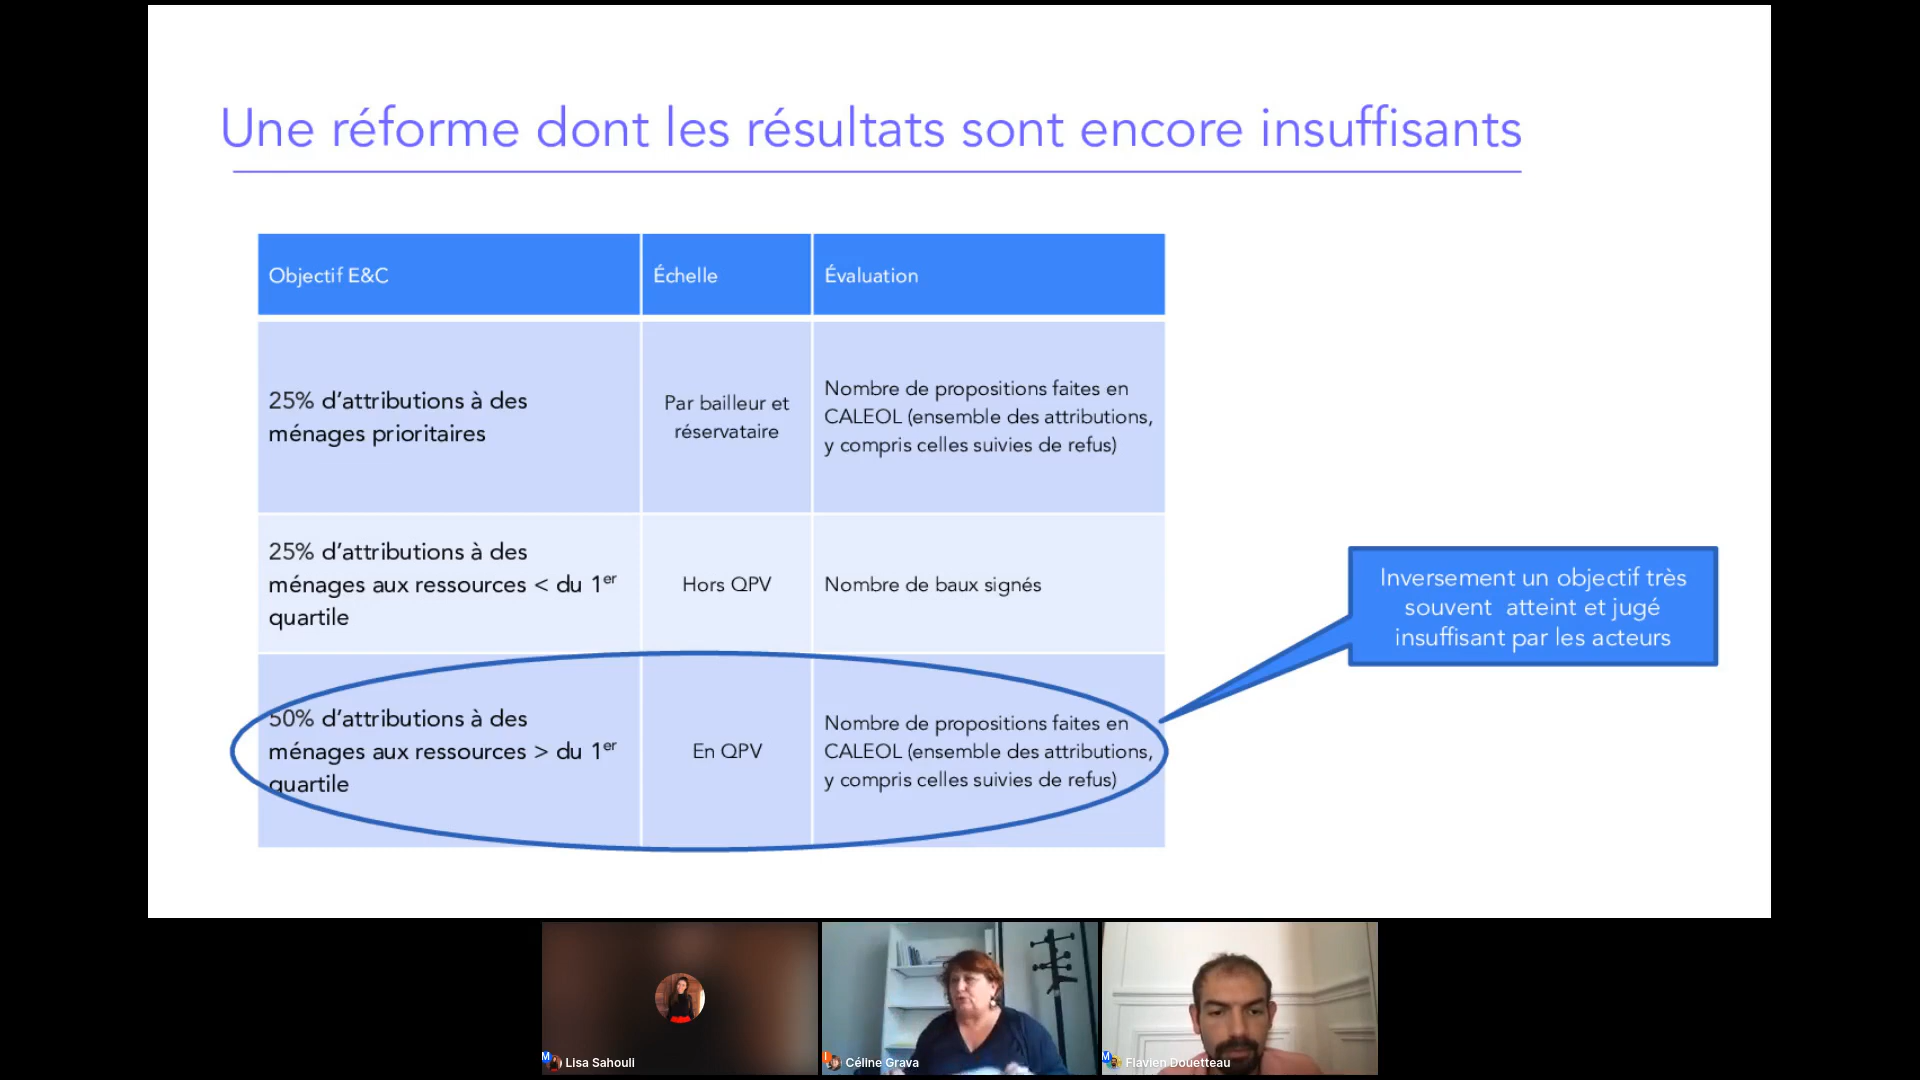 Une réforme dont les résultats sont encore insuffisants
Objectif E&C
Échelle
Évaluation
25% d’attributions à des
ménages prioritaires
Par bailleur et
réservataire
Nombre de propositions faites en
CALEOL (ensemble des attributions,
y compris celles suivies de refus)
25% d’attributions à des
ménages aux ressources < du 1er
quartile
Hors QPV
Nombre de baux signés
50% d’attributions à des
ménages aux ressources > du 1er
quartile
En QPV
Nombre de propositions faites en
CALEOL (ensemble des attributions,
y compris celles suivies de refus)
Inversement un objectif très
souvent atteint et jugé
insuffisant par les acteurs
M Lisa Sahouli
I Céline Grava
M Flavien Douetteau